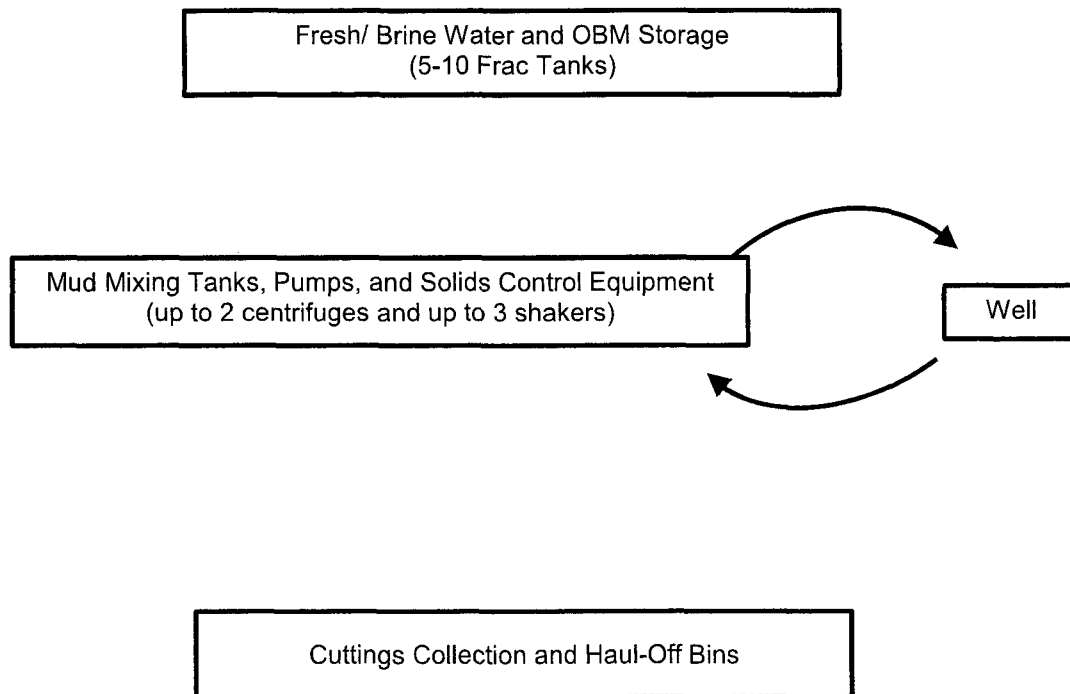 Fresh/ Brine Water and OBM Storage
(5-10 Frac Tanks)
Mud Mixing Tanks, Pumps, and Solids Control Equipment
(up to 2 centrifuges and up to 3 shakers)
Well
Cuttings Collection and Haul-Off Bins